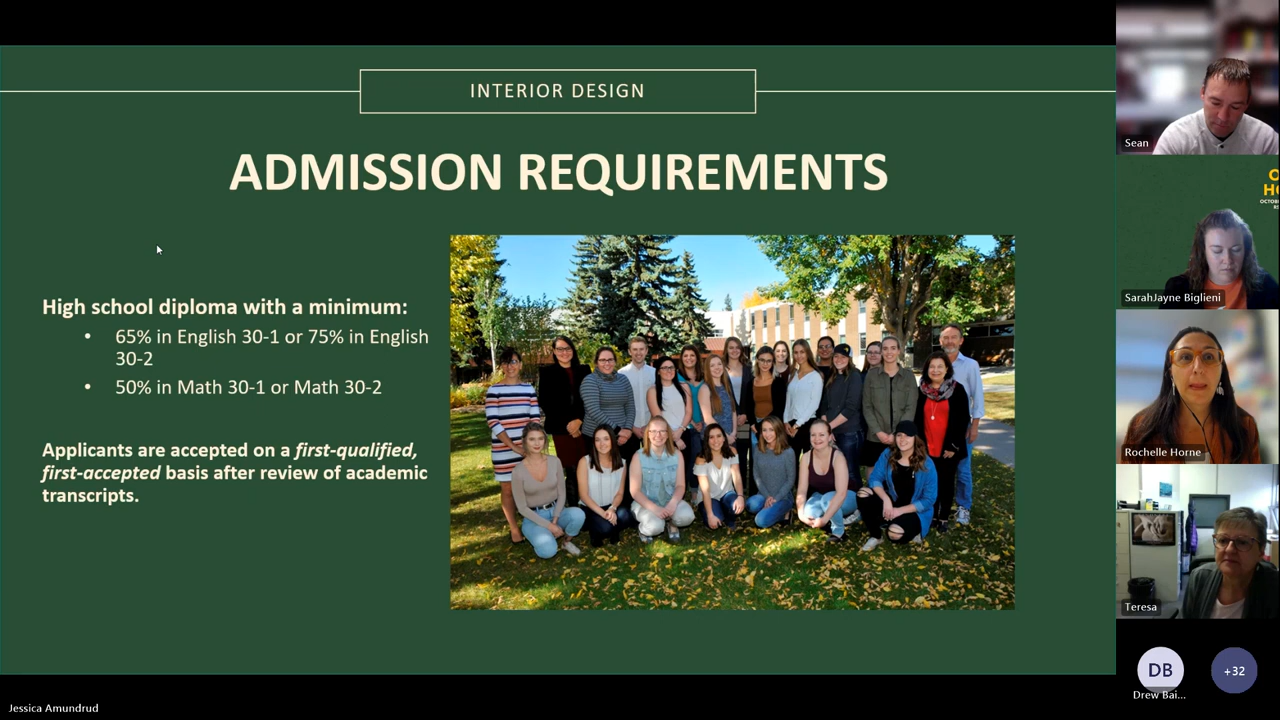 INTERIOR DESIGN
ADMISSION REQUIREMENTS
High school diploma with a minimum:
• 65% in English 30-1 or 75% in English
30-2
• 50% in Math 30-1 or Math 30-2
Applicants are accepted on a first-qualified,
first-accepted basis after review of academic
transcripts.
Sean
SarahJayne Biglieni
Rochelle Horne
Teresa
DB
+32
Drew Bai...
Jessica Amundrud